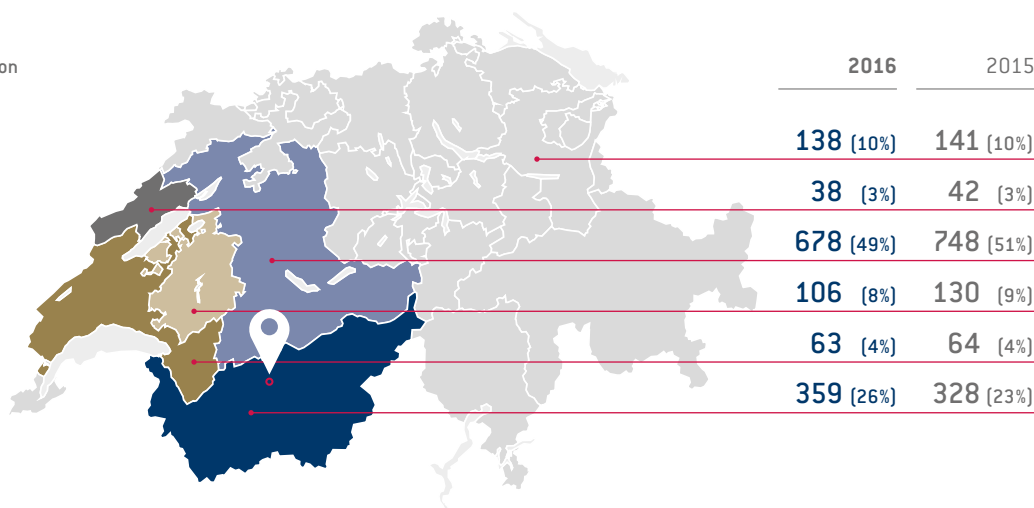 on
2016 2015
138 (10%) 141 (10%)
38 (3%) 42 (3%)
678 (49%) 748 (51%)
106 (8%) 130 (9%)
63 (4%) 64 (4%)
359 (26%) 328 (23%)